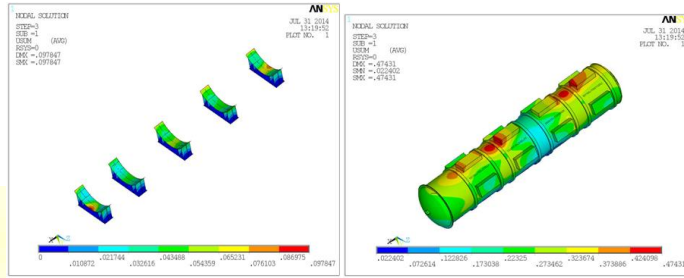 1
NODAL SOLUTION
STEP=3
SUB =1
USUM (AVG)
RSYS=0
DMX =.097847
SMX =.097847
JUL 31 2014
13:19:52
PLOT NO. 1
0
.010872
.021744
.032616
.043488
.054359
.065231
.076103
.086975
.097847
NODAL SOLUTION
STEP=3
SUB =1
USUM (AVG)
RSYS=0
DMX =.47431
SMN =.022402
SMX =.47431
ANSYS
JUL 31 2014
13:19:52
PLOT NO. 1
.022402
.072614
.122826
.173038
.22325
.273462
.323674
.373886
.424098
.47431